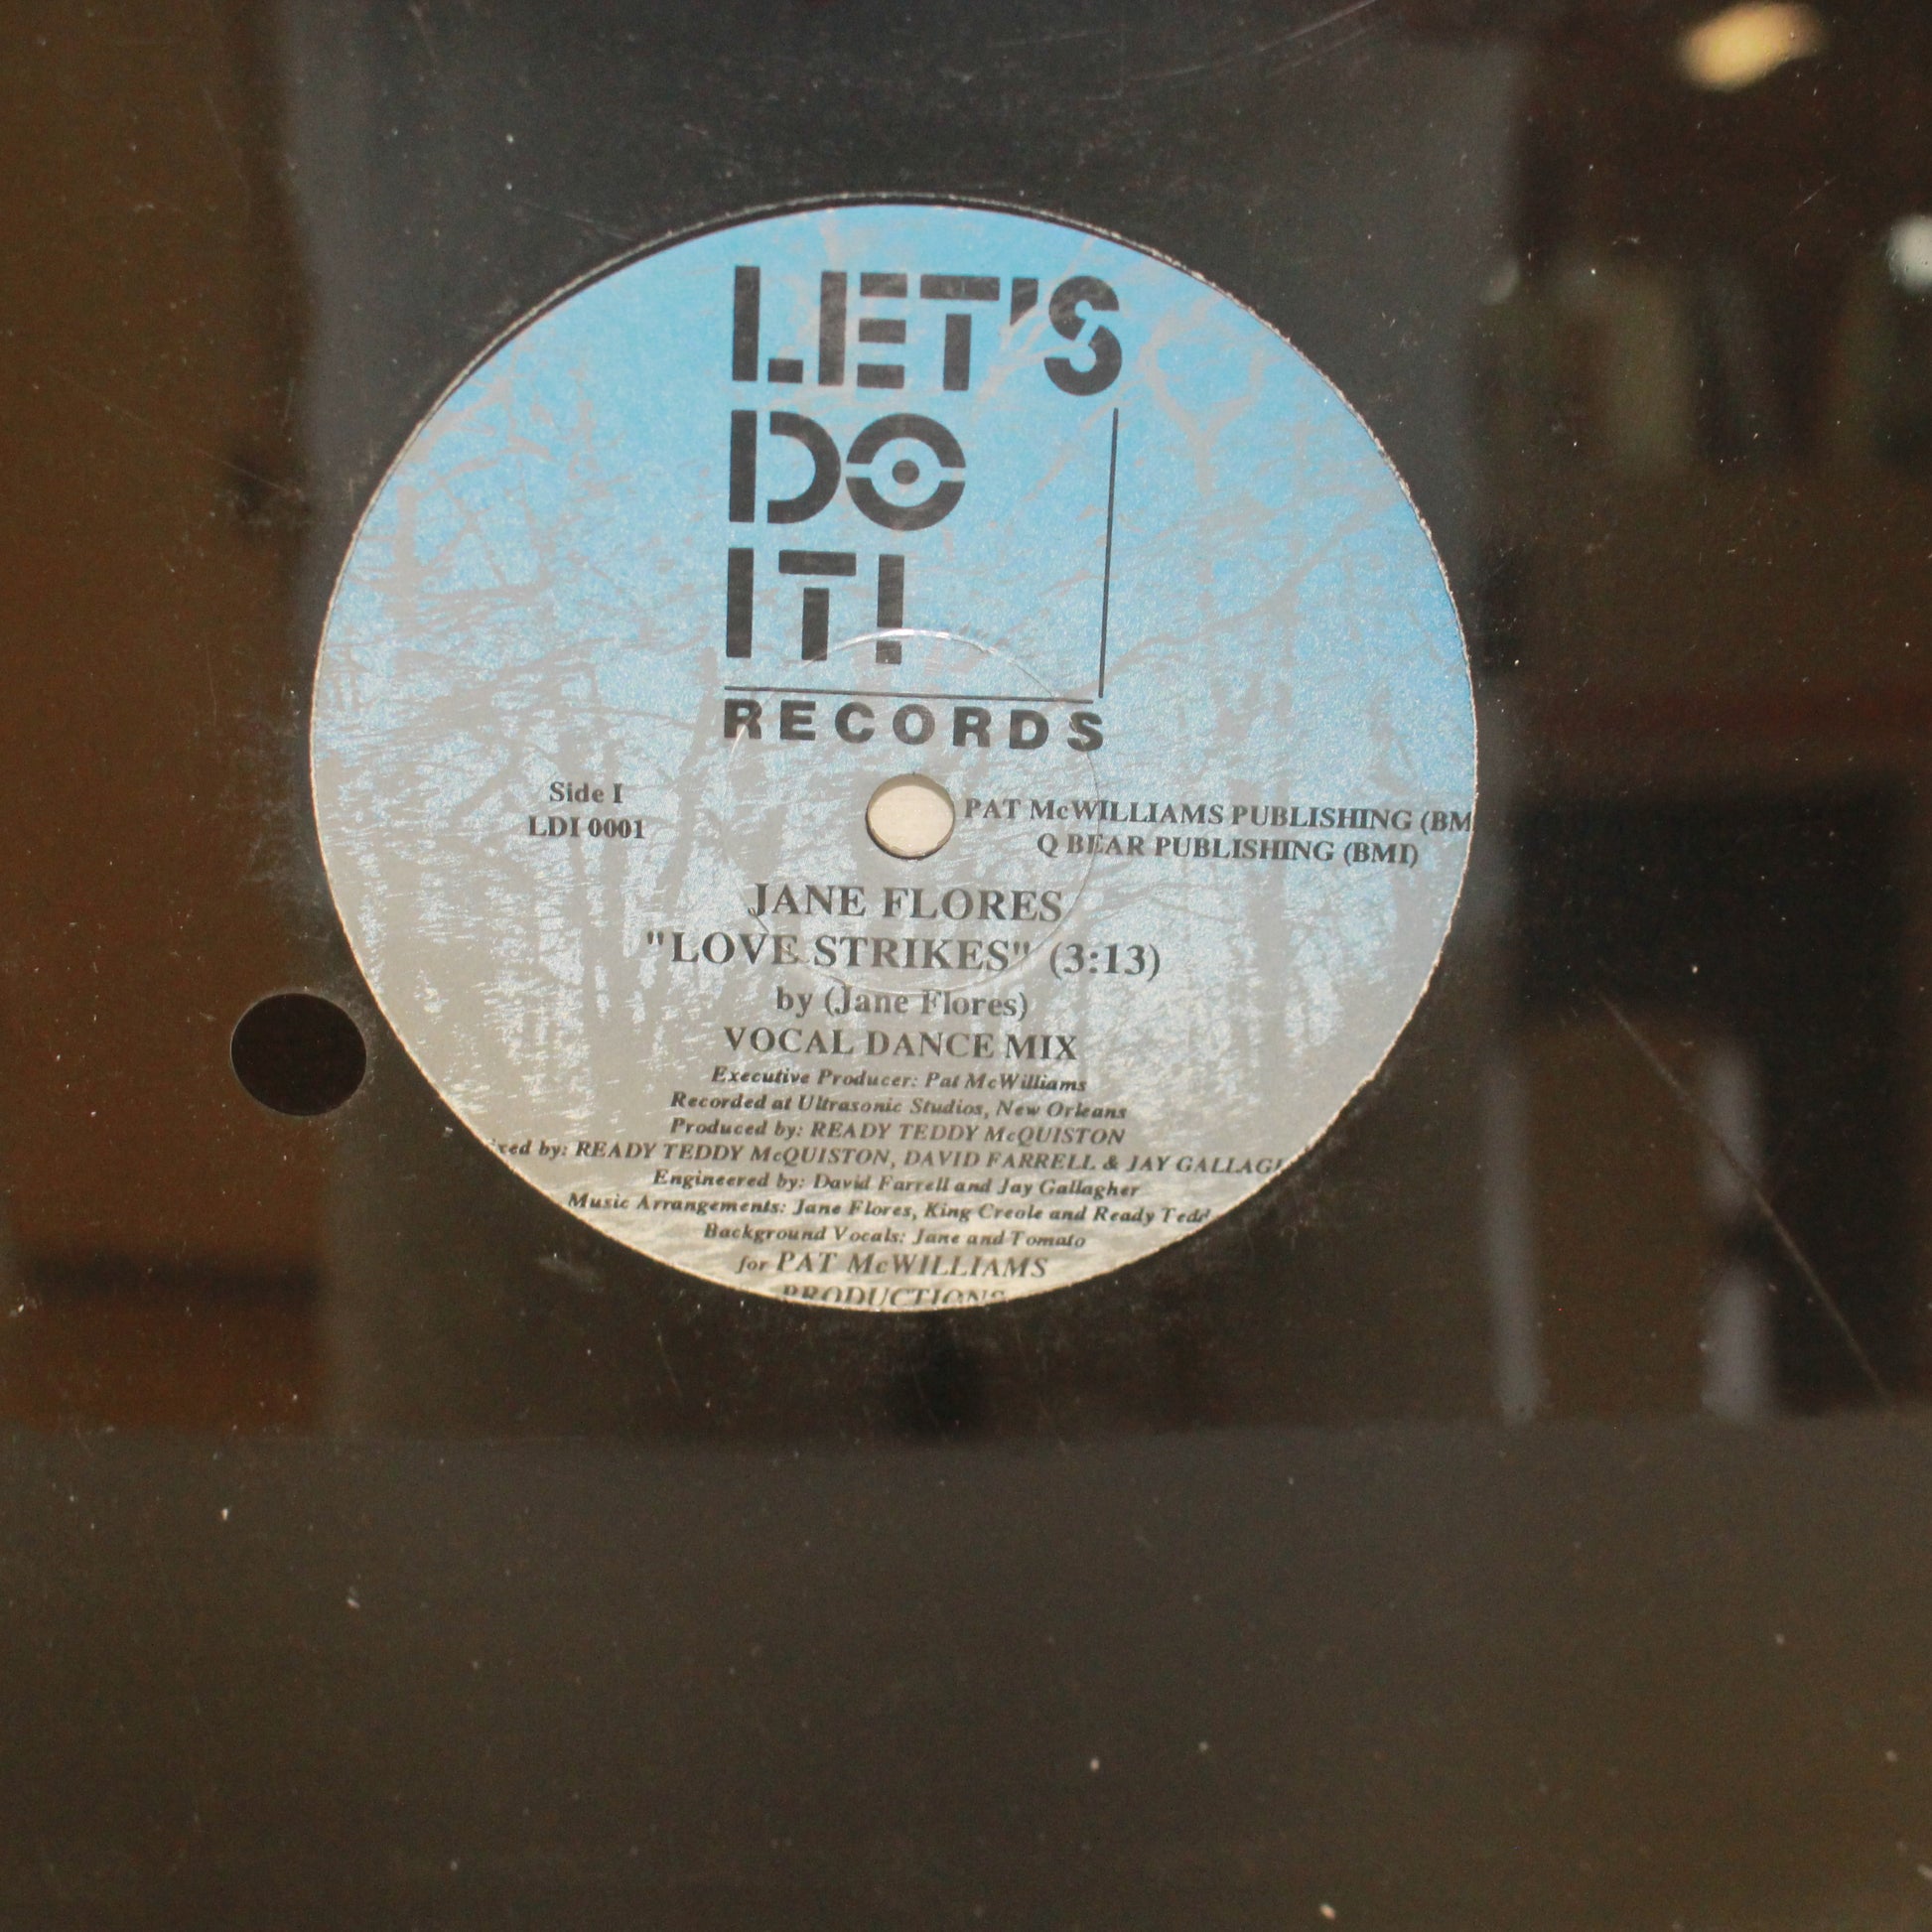 LET'S
DO
IT!
RECORDS
Side I
LDI 0001
PAT McWILLIAMS PUBLISHING (BM
Q BEAR PUBLISHING (BMI)
JANE FLORES
"LOVE STRIKES" (3:13)
by (Jane Flores)
VOCAL DANCE MIX
Executive Producer: Pat McWilliams
Recorded at Ultrasonic Studios, New Orleans
Produced by: READY TEDDY McQUISTON
by: READY TEDDY McQUISTON, DAVID FARRELL & JAY GALLAG
Engineered by: David Farrell and Jay Gallagher
Music Arrangements: Jane Flores, King Creole and Ready Tedd
Background Vocals: Jane and Tomato
for PAT McWILLIAMS
PRODUCTIONS